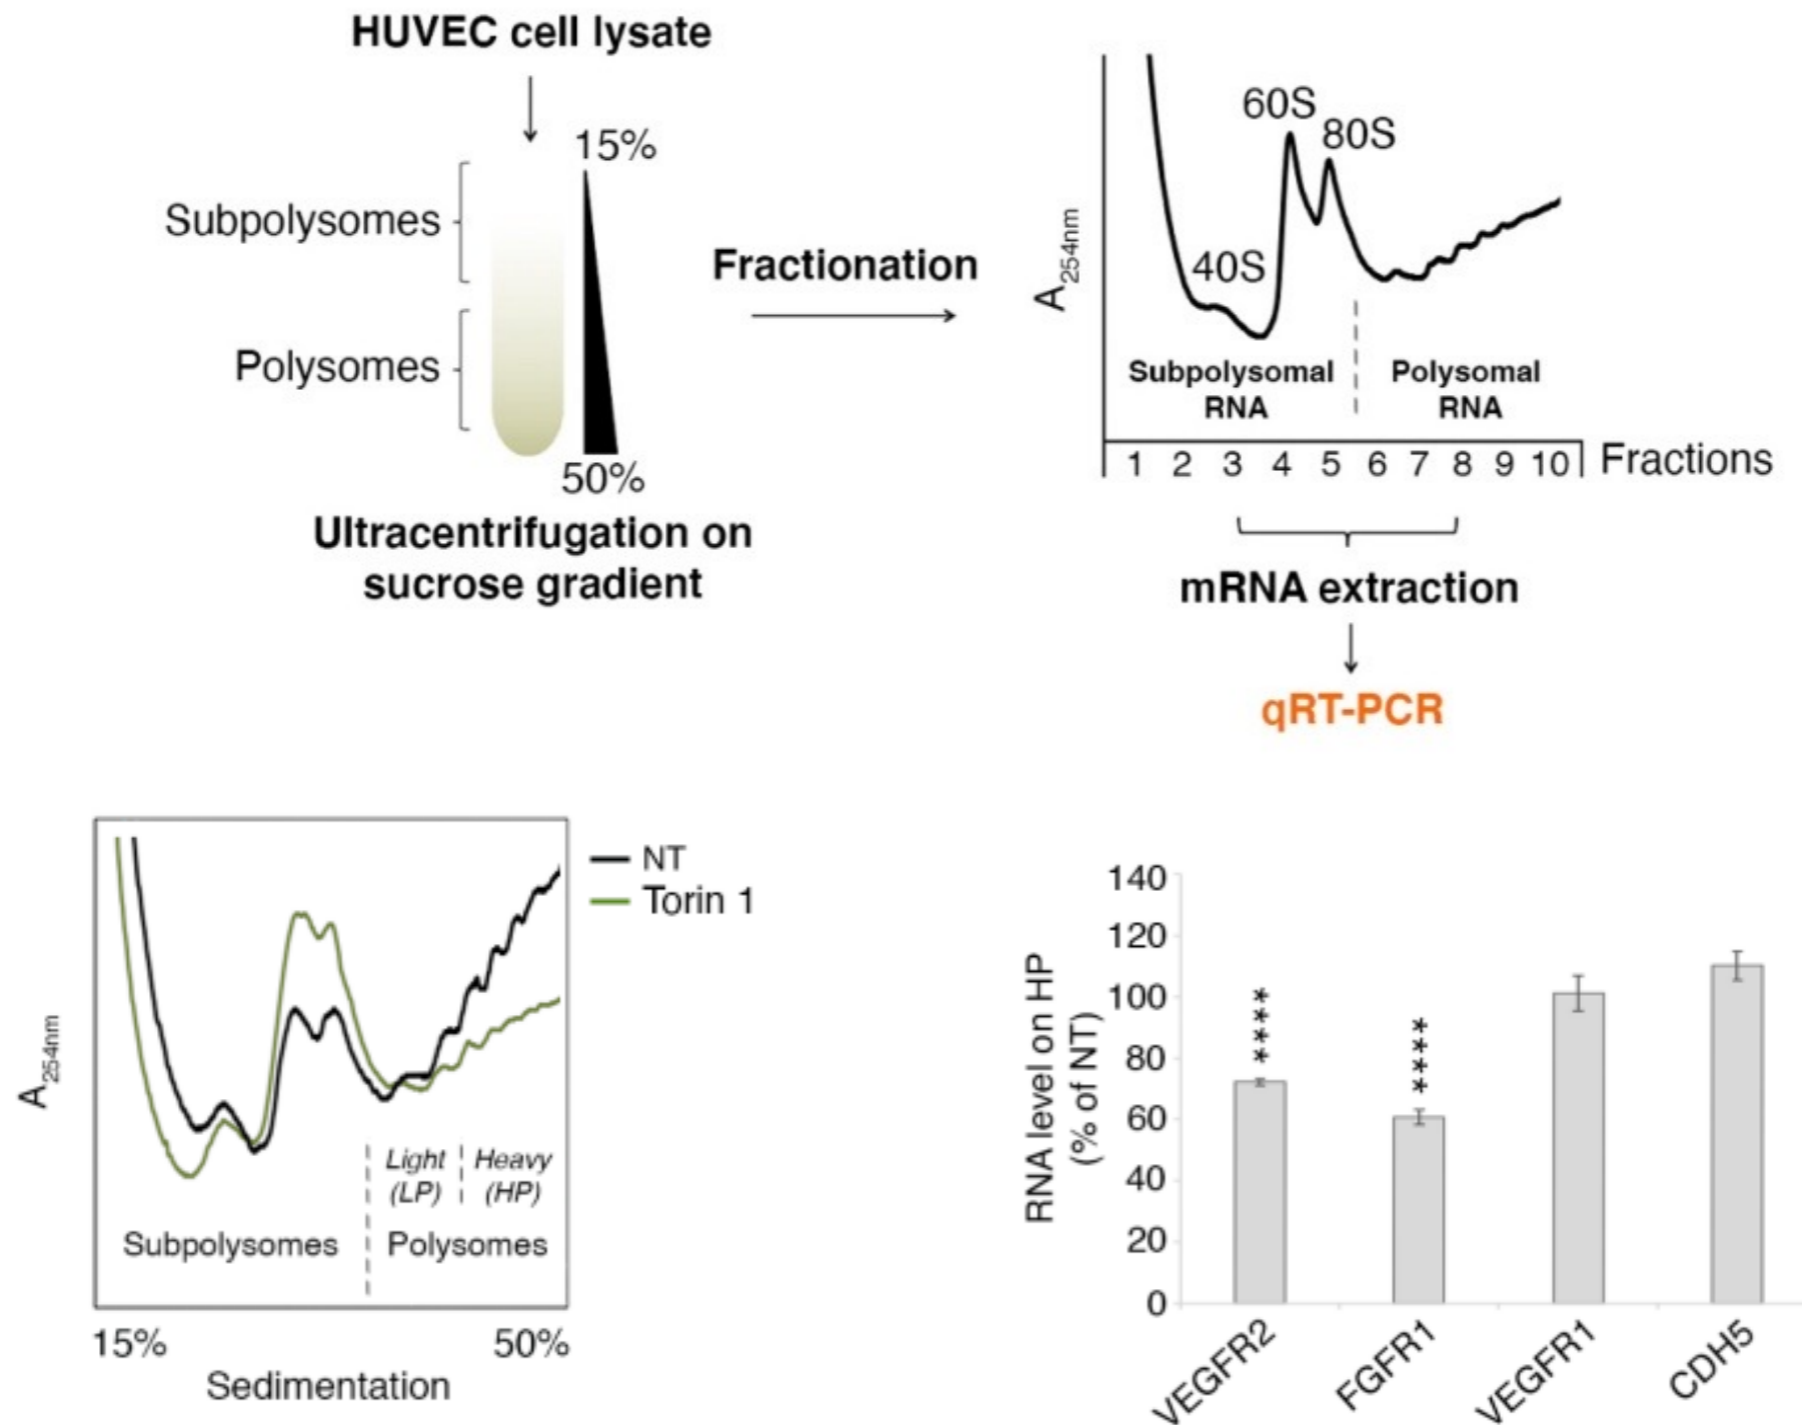 HUVEC cell lysate
15%
Subpolysomes
Polysomes
50%
Ultracentrifugation on
sucrose gradient
Fractionation
60S
80S
40S
A254nm
Subpolysomal
RNA
Polysomal
RNA
1 2 3 4 5 6 7 8 9 10
Fractions
mRNA extraction
qRT-PCR
NT
Torin 1
A254nm
Light
(LP)
Heavy
(HP)
Subpolysomes
Polysomes
15%
50%
Sedimentation
RNA level on HP
(% of NT)
140
120
100
80
60
40
20
0
****
****
VEGFR2
FGFR1
VEGFR1
CDH5